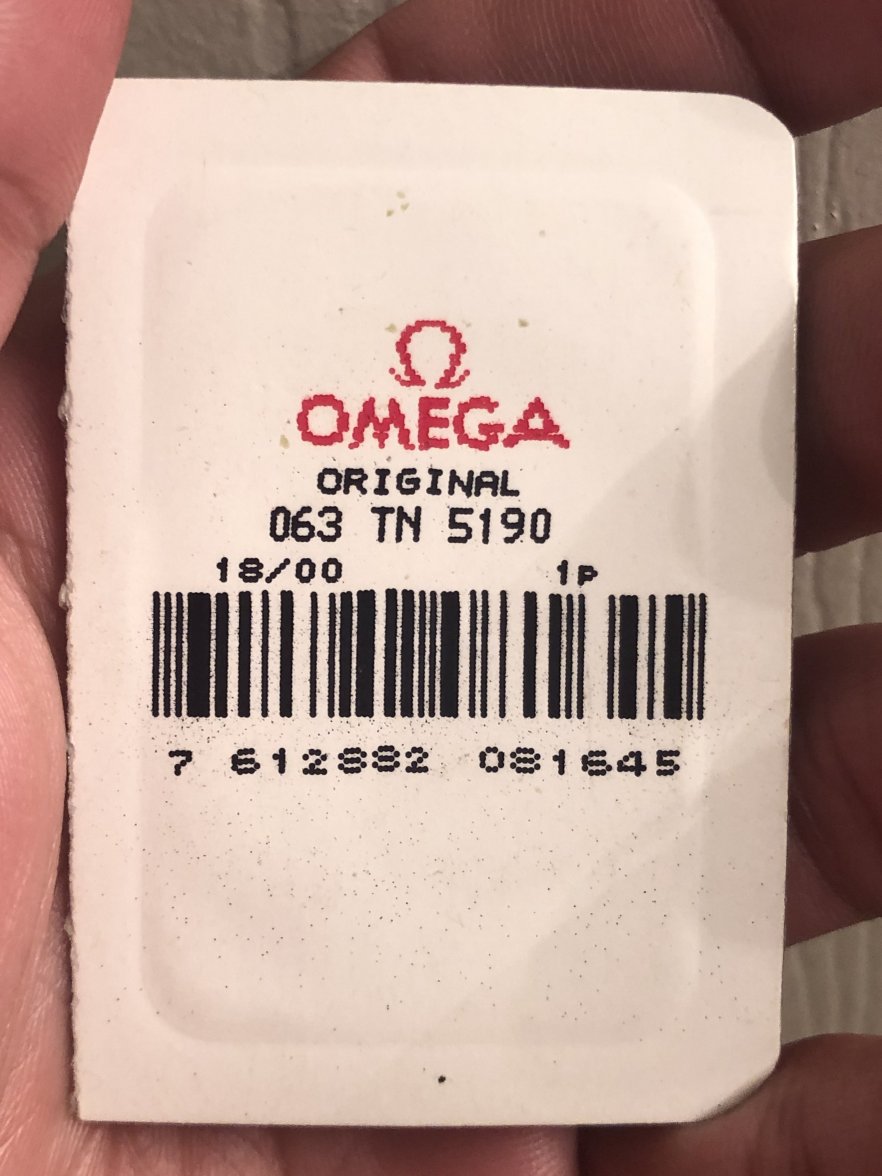 Ω
OMEGA
ORIGINAL
063 TN 5190
18/00 1P
7 612882 081645